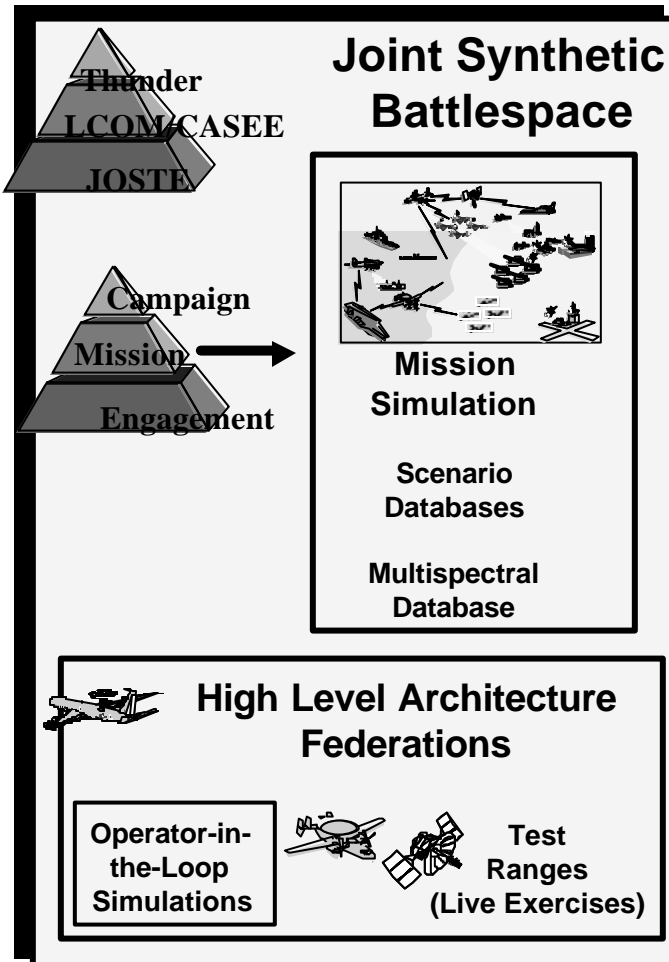 Thunder
LCOM/CASEE
JOSTE
Joint Synthetic
Battlespace
Campaign
Mission
Engagement
Mission
Simulation
Scenario
Databases
Multispectral
Database
High Level Architecture
Federations
Operator-in-
the-Loop
Simulations
Test
Ranges
(Live Exercises)